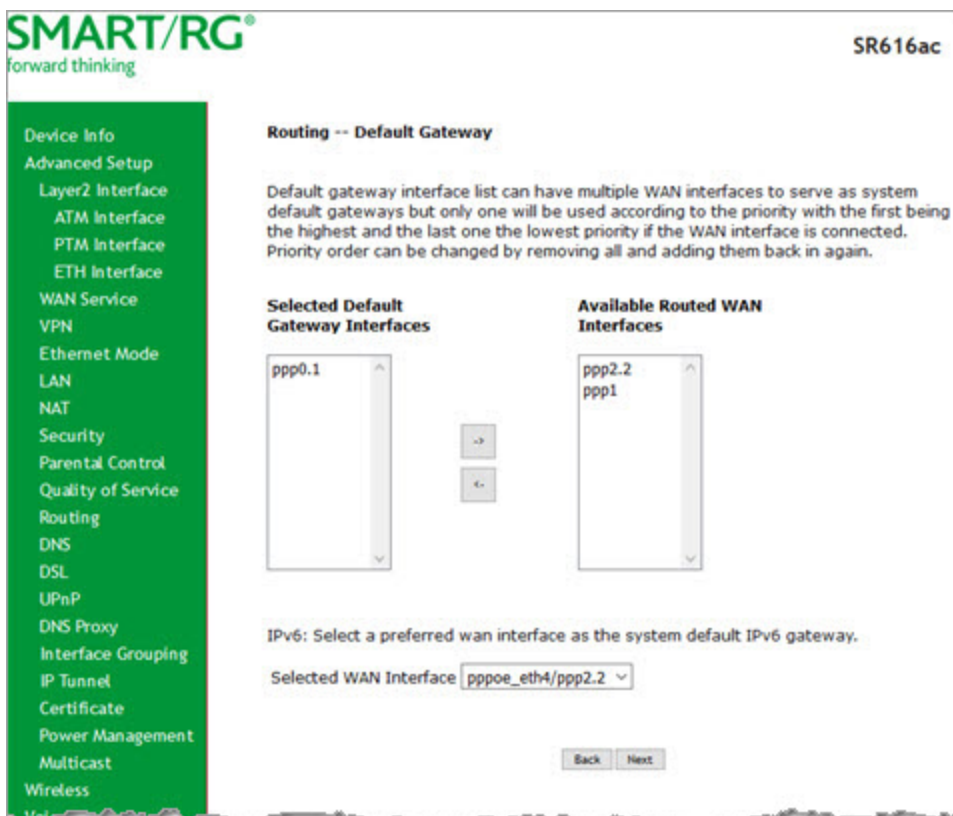 SMART/RG®
forward thinking
SR616ac
Device Info
Advanced Setup
Layer2 Interface
ATM Interface
PTM Interface
ETH Interface
WAN Service
VPN
Ethernet Mode
LAN
NAT
Security
Parental Control
Quality of Service
Routing
DNS
DSL
UPnP
DNS Proxy
Interface Grouping
IP Tunnel
Certificate
Power Management
Multicast
Wireless
Routing -- Default Gateway
Default gateway interface list can have multiple WAN interfaces to serve as system
default gateways but only one will be used according to the priority with the first being
the highest and the last one the lowest priority if the WAN interface is connected.
Priority order can be changed by removing all and adding them back in again.
Selected Default
Gateway Interfaces
Available Routed WAN
Interfaces
ppp0.1
->
<-
ppp2.2
ppp1
IPv6: Select a preferred wan interface as the system default IPv6 gateway.
Selected WAN Interface pppoe_eth4/ppp2.2
Back Next